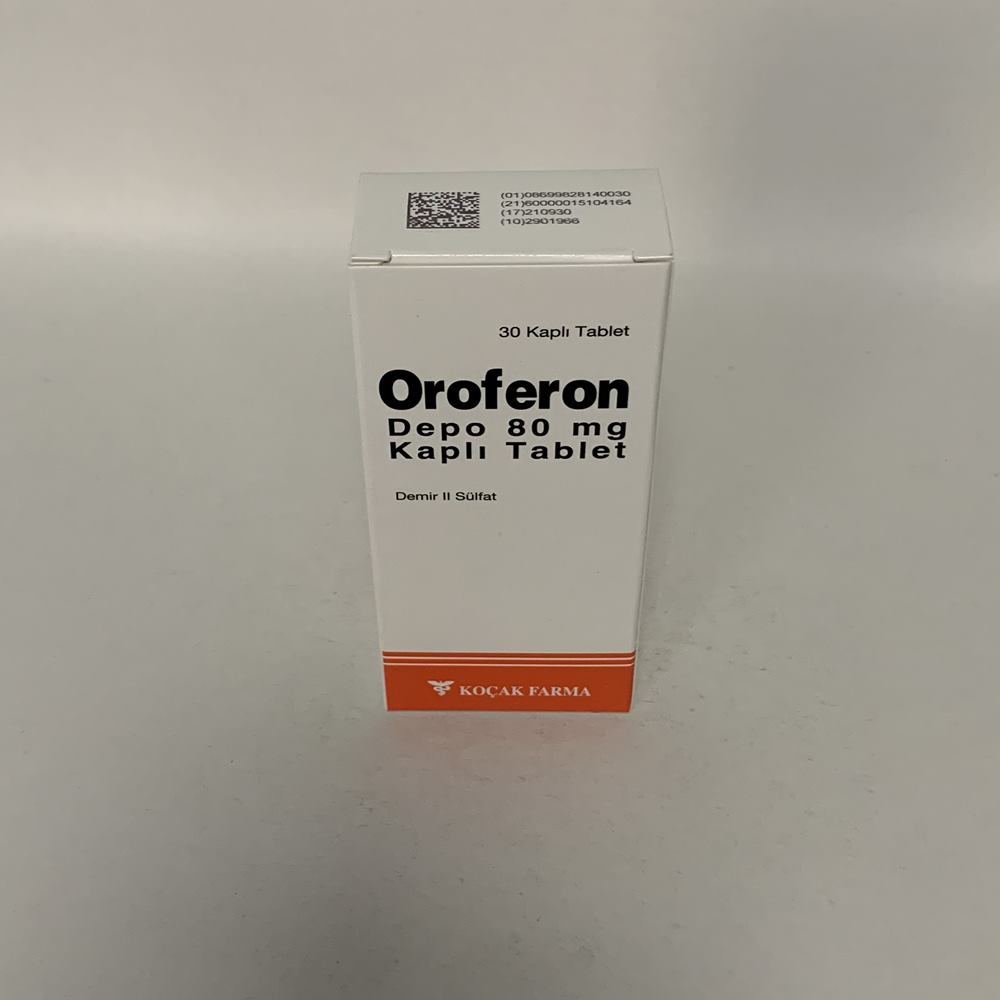 (01)08699828140030
(21)60000015104164
(17)210930
(10)2901966
30 Kaplı Tablet
Oroferon
Depo 80 mg
Kaplı Tablet
Demir II Sülfat
KOÇAK FARMA